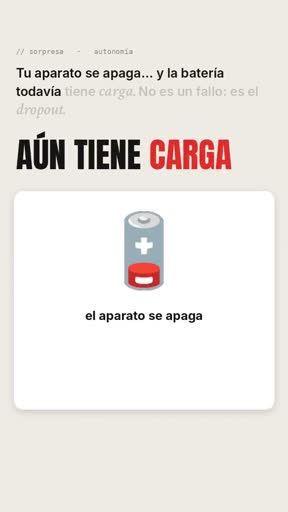 // sorpresa · autonomía
Tu aparato se apaga... y la batería
todavía tiene carga. No es un fallo: es el
dropout.
AÚN TIENE CARGA
el aparato se apaga